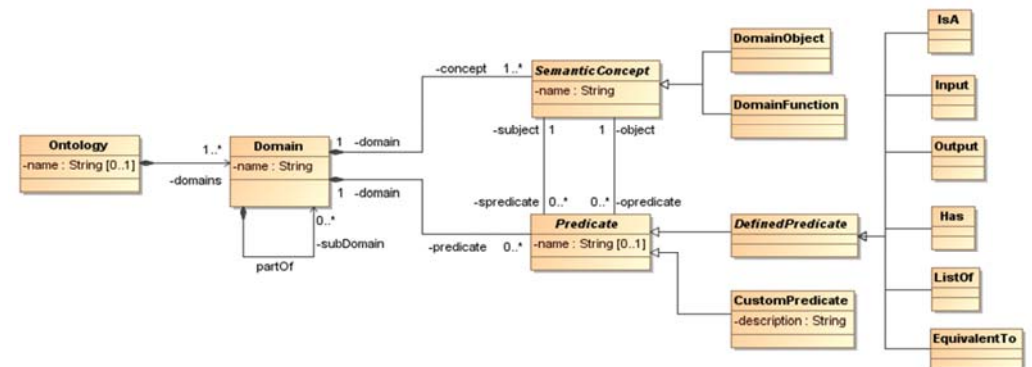 IsA
DomainObject
-concept 1..*
SemanticConcept
-name : String
Input
DomainFunction
-subject 1
1 -object
Ontology
-name : String [0..1]
1..*
-domains
Domain
-name : String
1 -domain
1 -domain
Output
-spredicate 0..*
0..* -opredicate
0..*
-subDomain
partOf
-predicate 0..*
Predicate
-name : String [0..1]
DefinedPredicate
Has
ListOf
CustomPredicate
-description : String
EquivalentTo